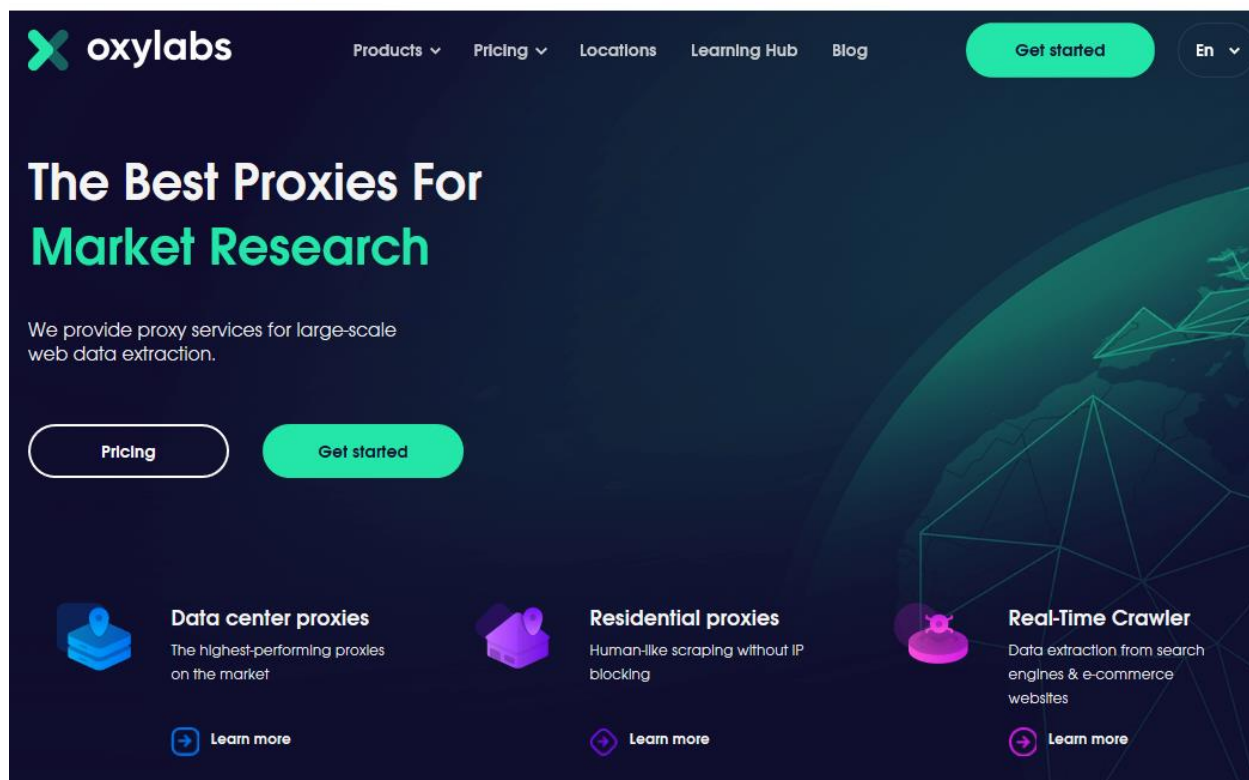 oxylabs
Products
Pricing
Locations
Learning Hub
Blog
Get started
En
The Best Proxies For
Market Research
We provide proxy services for large-scale
web data extraction.
Pricing
Get started
Data center proxies
The highest-performing proxies
on the market
Learn more
Residential proxies
Human-like scraping without IP
blocking
Learn more
Real-Time Crawler
Data extraction from search
engines & e-commerce
websites
Learn more